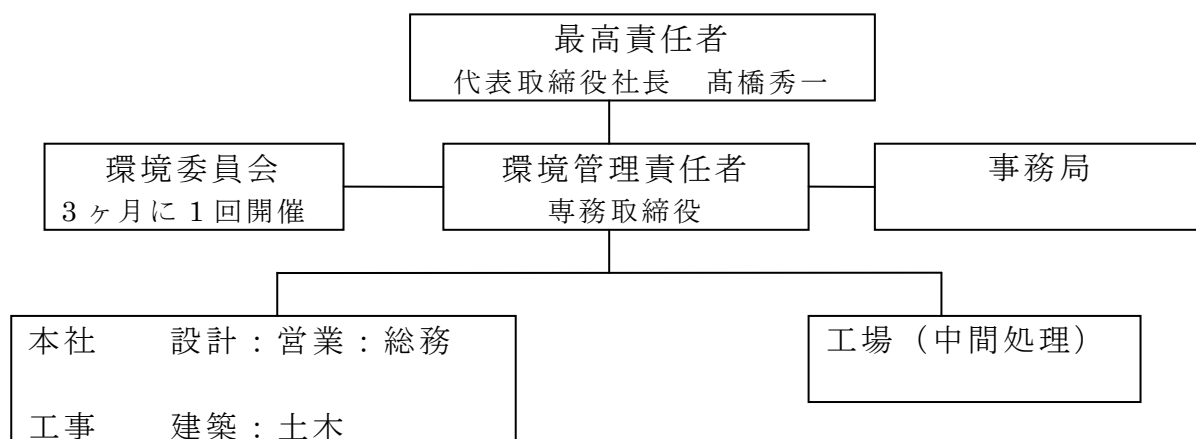 最高責任者
代表取締役社長　髙橋秀一
環境委員会
3ヶ月に1回開催
環境管理責任者
専務取締役
事務局
本社　　設計：営業：総務
工事　　建築：土木
工場（中間処理）